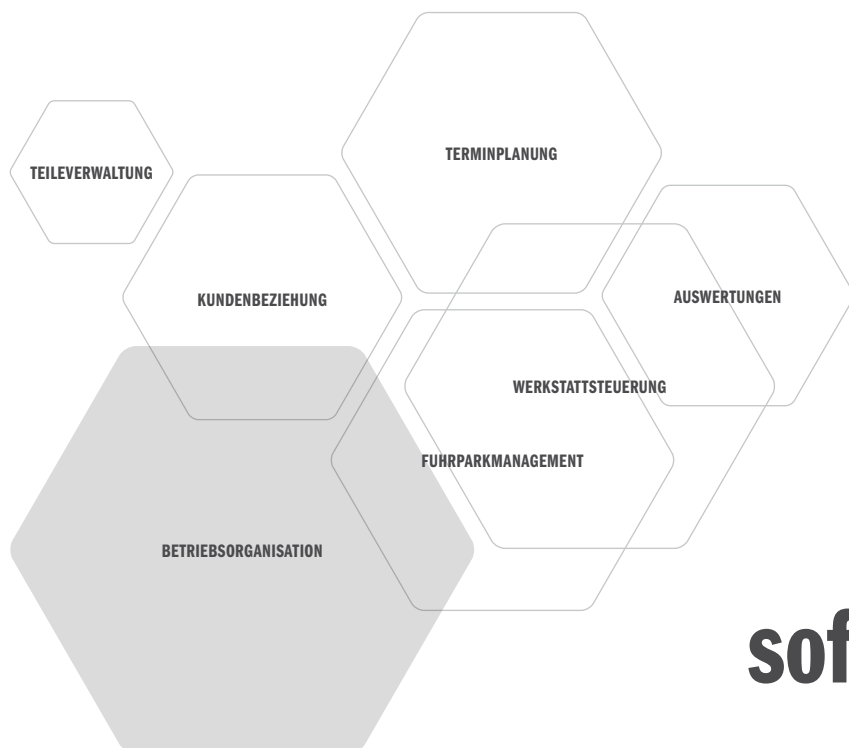 TERMINPLANUNG
TEILEVERWALTUNG
KUNDENBEZIEHUNG
AUSWERTUNGEN
WERKSTATTSTEUERUNG
FUHRPARKMANAGEMENT
BETRIEBSORGANISATION
sof